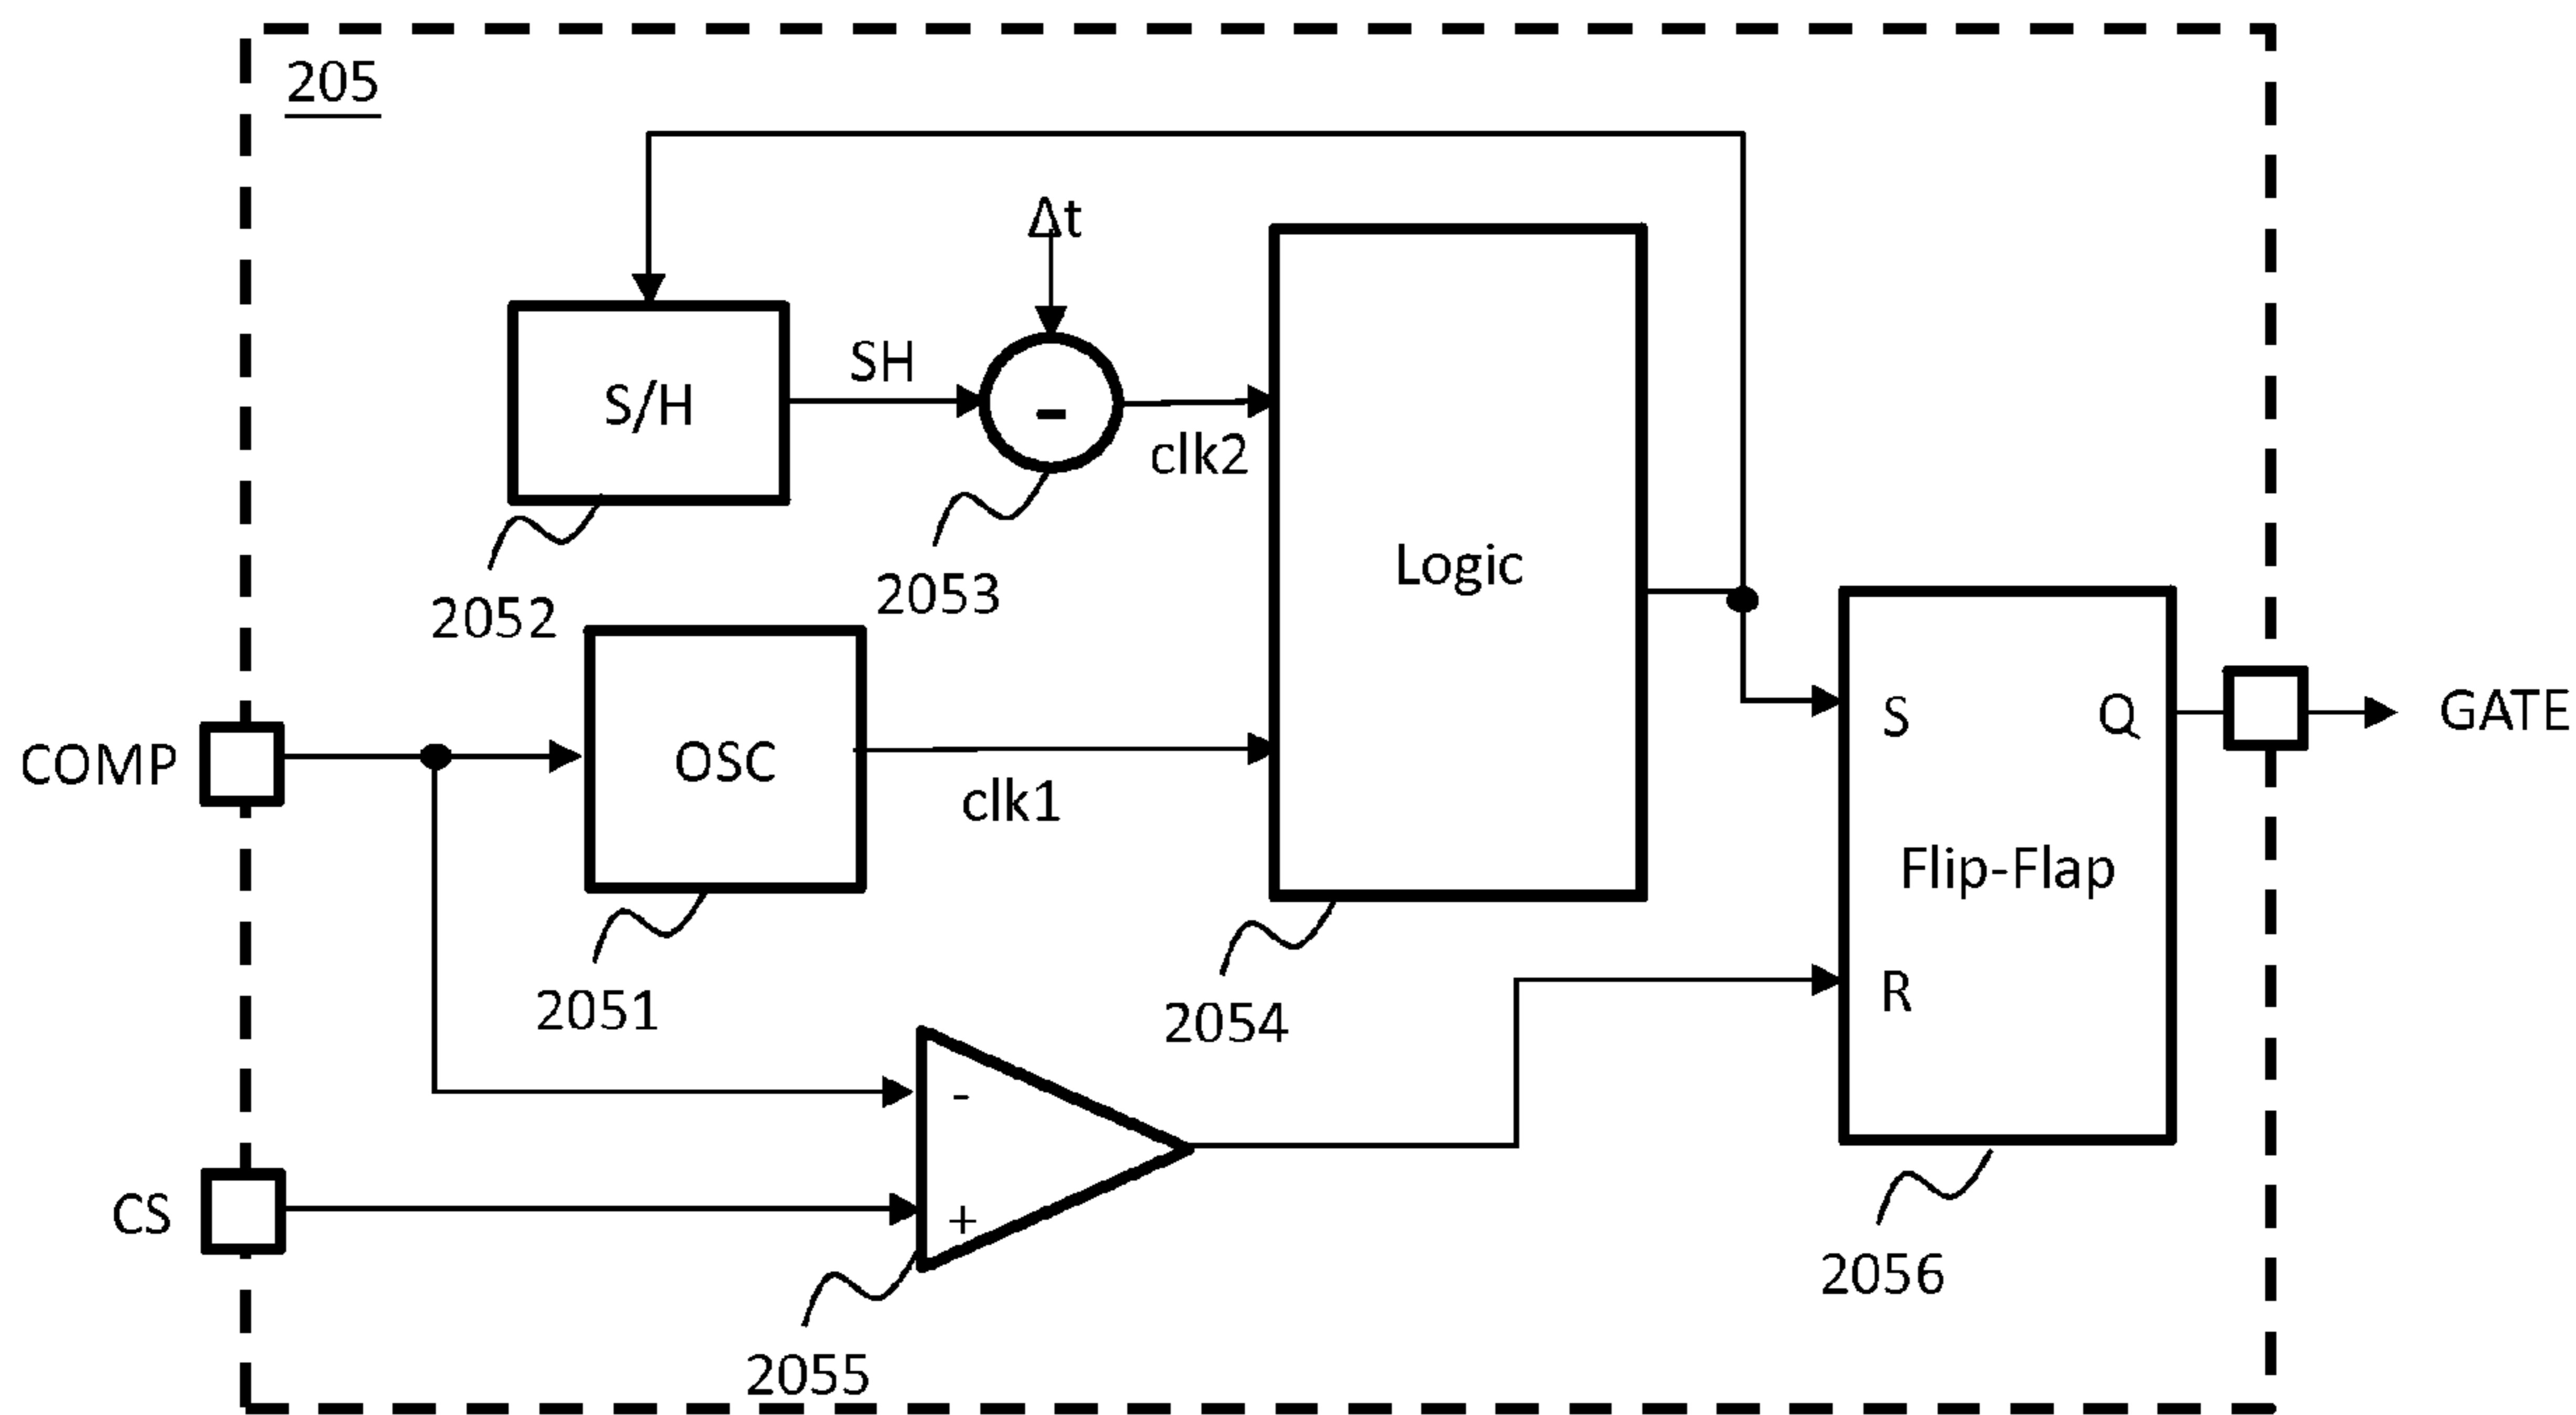 205
Δt
SH
S/H
-
clk2
2052
2053
Logic
COMP
OSC
clk1
S
Q
GATE
Flip-Flap
2051
2054
R
-
CS
+
2055
2056